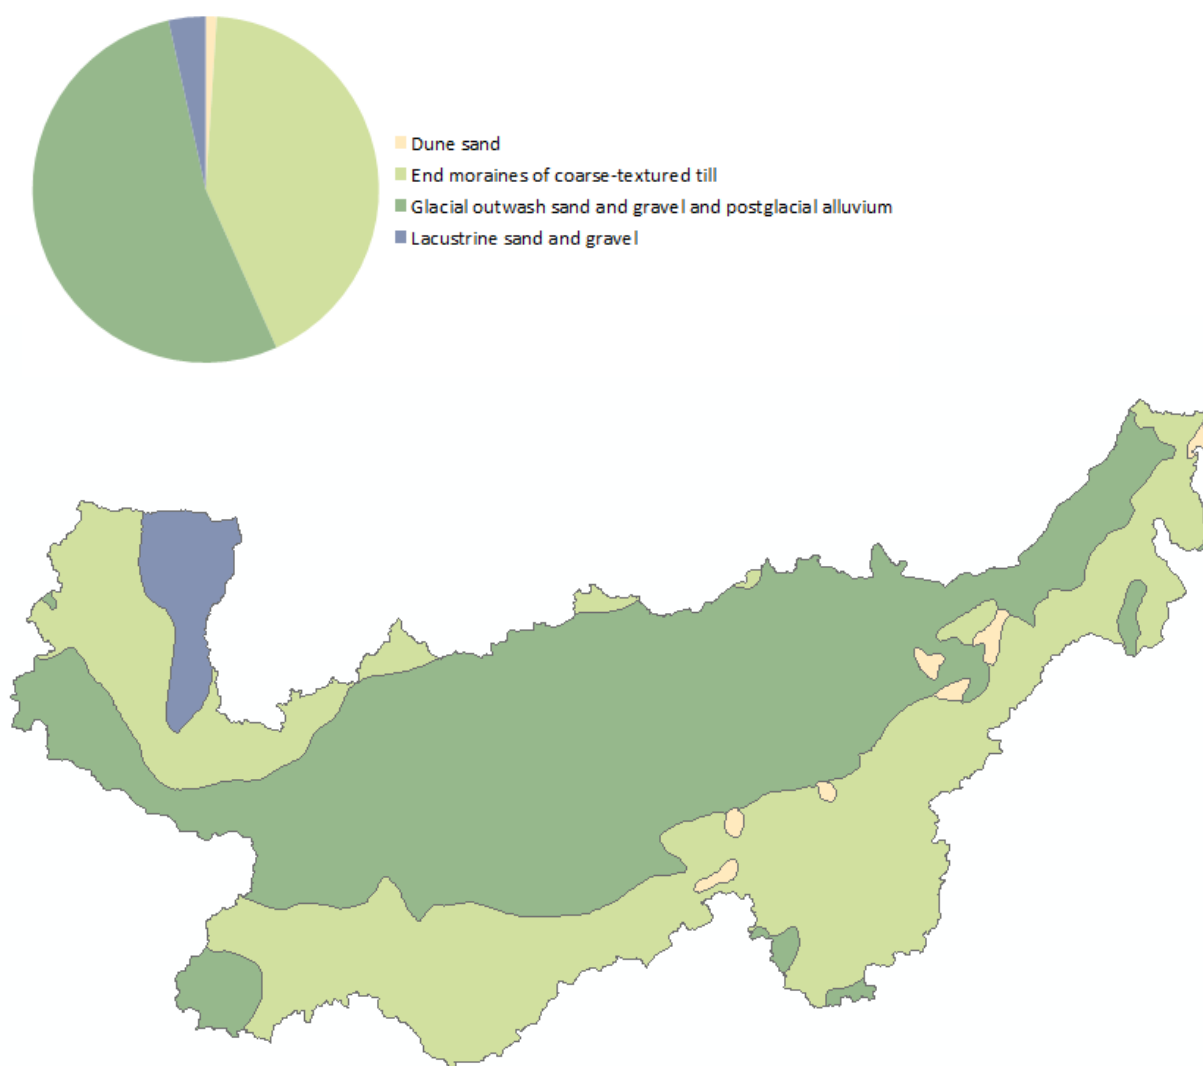 Dune sand
End moraines of coarse-textured till
Glacial outwash sand and gravel and postglacial alluvium
Lacustrine sand and gravel